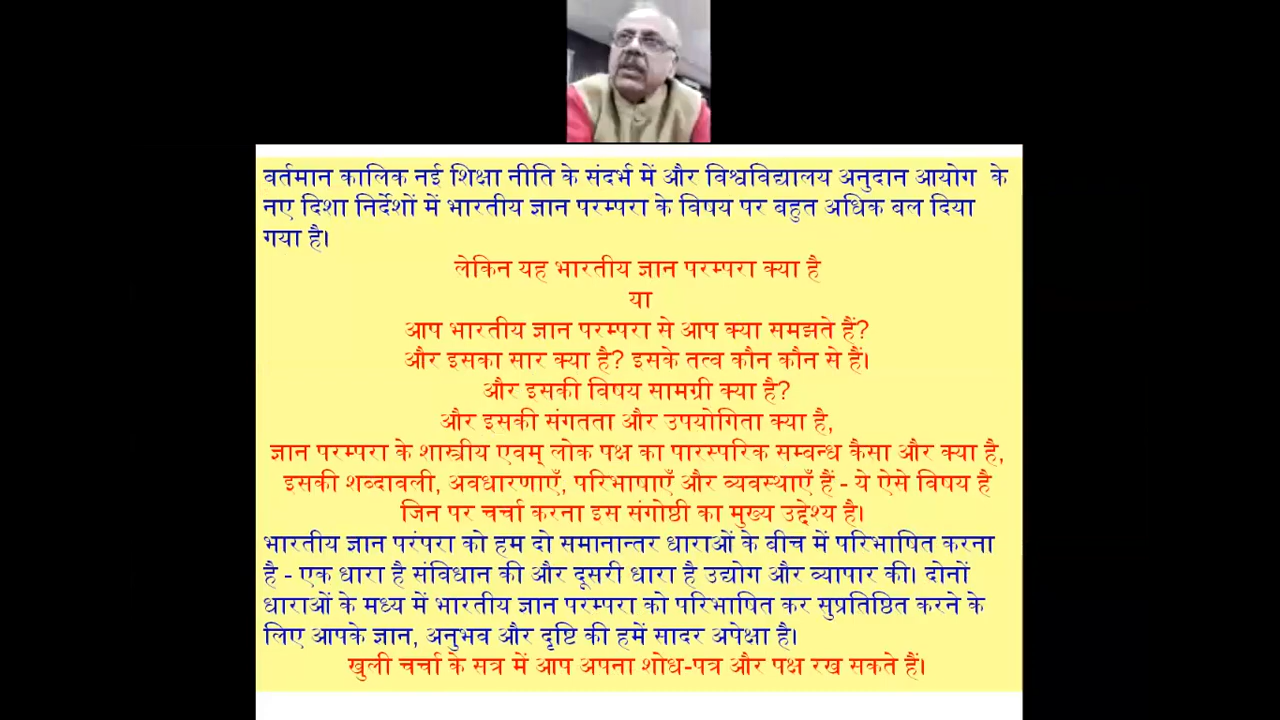 वर्तमान कालिक नई शिक्षा नीति के संदर्भ में और विश्वविद्यालय अनुदान आयोग के
नए दिशा निर्देशों में भारतीय ज्ञान परम्परा के विषय पर बहुत अधिक बल दिया
गया है।
लेकिन यह भारतीय ज्ञान परम्परा क्या है
या
आप भारतीय ज्ञान परम्परा से आप क्या समझते हैं?
और इसका सार क्या है? इसके तत्व कौन कौन से हैं।
और इसकी विषय सामग्री क्या है?
और इसकी संगतता और उपयोगिता क्या है,
ज्ञान परम्परा के शास्त्रीय एवम् लोक पक्ष का पारस्परिक सम्वन्ध कैसा और क्या है,
इसकी शब्दावली, अवधारणाएँ, परिभाषाएँ और व्यवस्थाएँ हैं - ये ऐसे विषय है
जिन पर चर्चा करना इस संगोष्ठी का मुख्य उद्देश्य है।
भारतीय ज्ञान परंपरा को हम दो समानान्तर धाराओं के वीच में परिभाषित करना
है - एक धारा है संविधान की और दूसरी धारा है उद्योग और व्यापार की। दोनों
धाराओं के मध्य में भारतीय ज्ञान परम्परा को परिभाषित कर सुप्रतिष्ठित करने के
लिए आपके ज्ञान, अनुभव और दृष्टि की हमें सादर अपेक्षा है।
खुली चर्चा के सत्र में आप अपना शोध-पत्र और पक्ष रख सकते हैं।